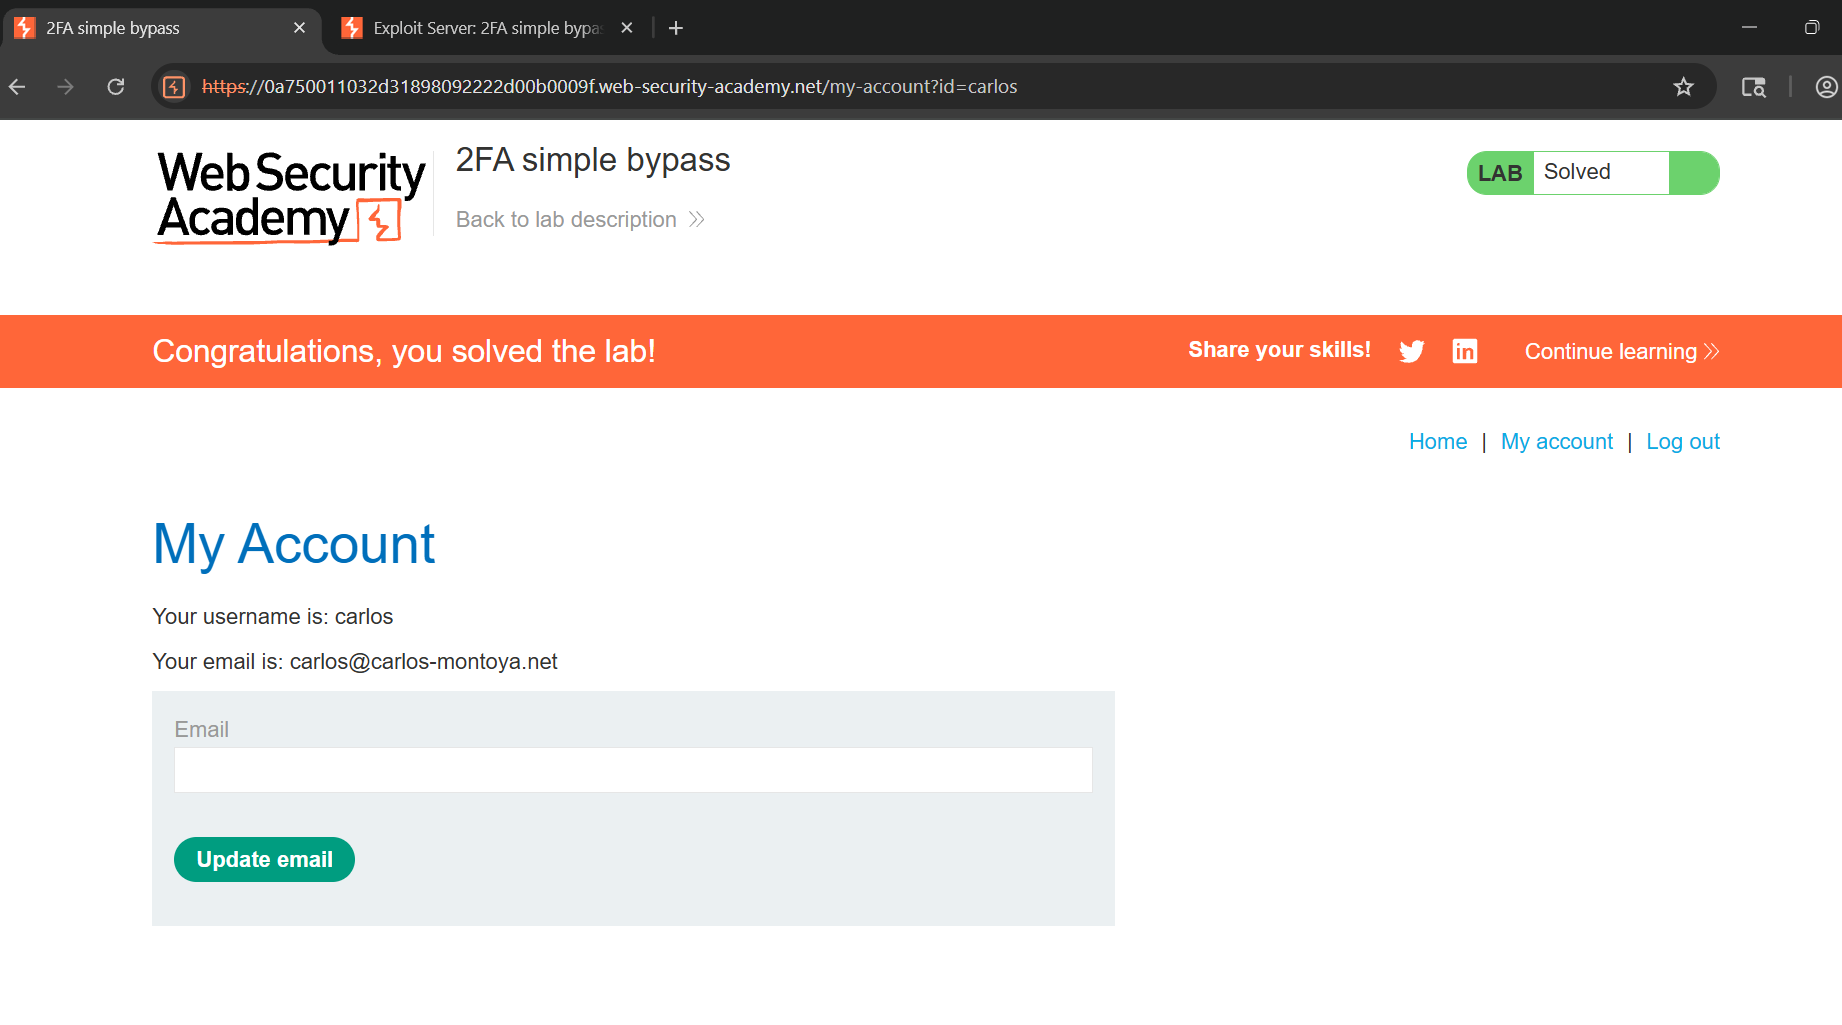 2FA simple bypass
Exploit Server: 2FA simple bypa
https://0a750011032d31898092222d00b0009f.web-security-academy.net/my-account?id=carlos
Web Security
Academy
2FA simple bypass
Back to lab description
LAB Solved
Congratulations, you solved the lab!
Share your skills!
Continue learning
Home | My account | Log out
My Account
Your username is: carlos
Your email is: carlos@carlos-montoya.net
Email
Update email